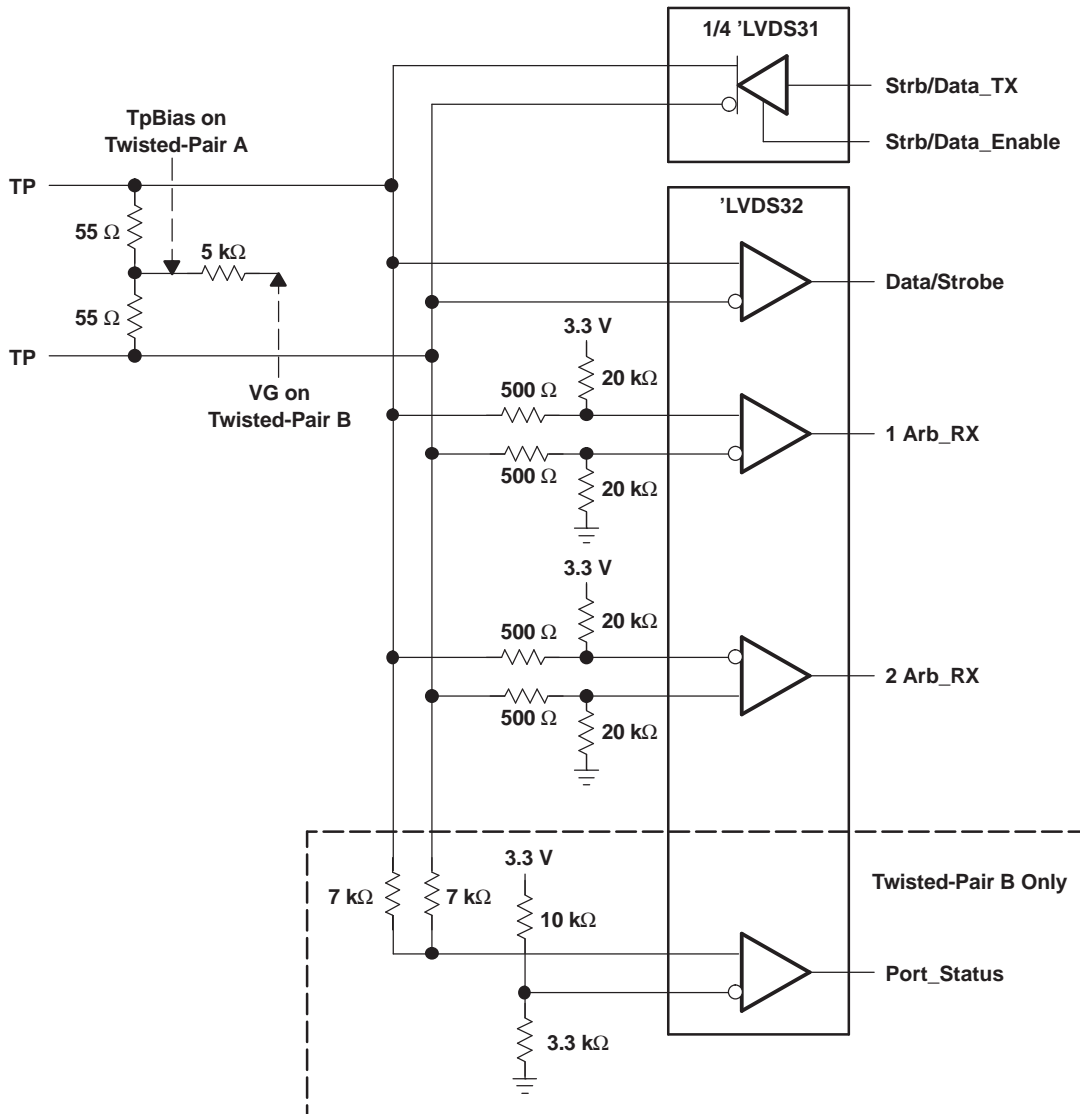 1/4 ’LVDS31
Strb/Data_TX
Strb/Data_Enable
TpBias on
Twisted-Pair A
TP
55 Ω
5 kΩ
55 Ω
TP
VG on
Twisted-Pair B
’LVDS32
Data/Strobe
3.3 V
20 kΩ
500 Ω
1 Arb_RX
500 Ω
20 kΩ
3.3 V
20 kΩ
500 Ω
2 Arb_RX
500 Ω
20 kΩ
3.3 V
Twisted-Pair B Only
7 kΩ
7 kΩ
10 kΩ
Port_Status
3.3 kΩ